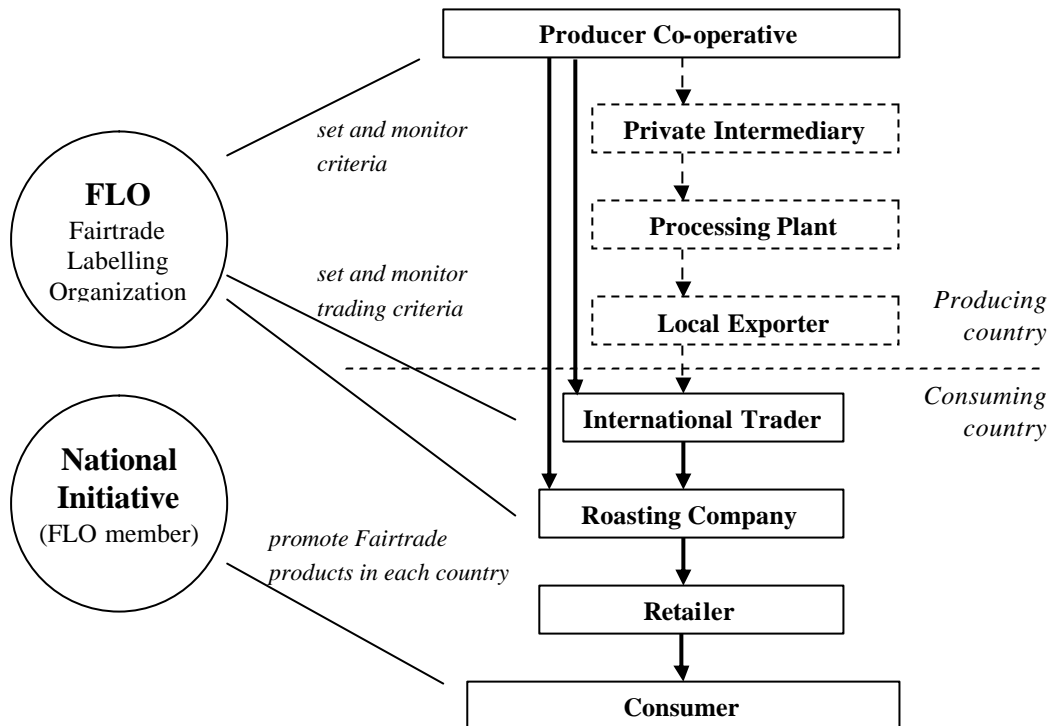 Producer Co-operative
set and monitor
criteria
Private Intermediary
FLO
Fairtrade
Labelling
Organization
Processing Plant
set and monitor
trading criteria
Local Exporter
Producing
country
Consuming
country
International Trader
National
Initiative
(FLO member)
Roasting Company
promote Fairtrade
products in each country
Retailer
Consumer